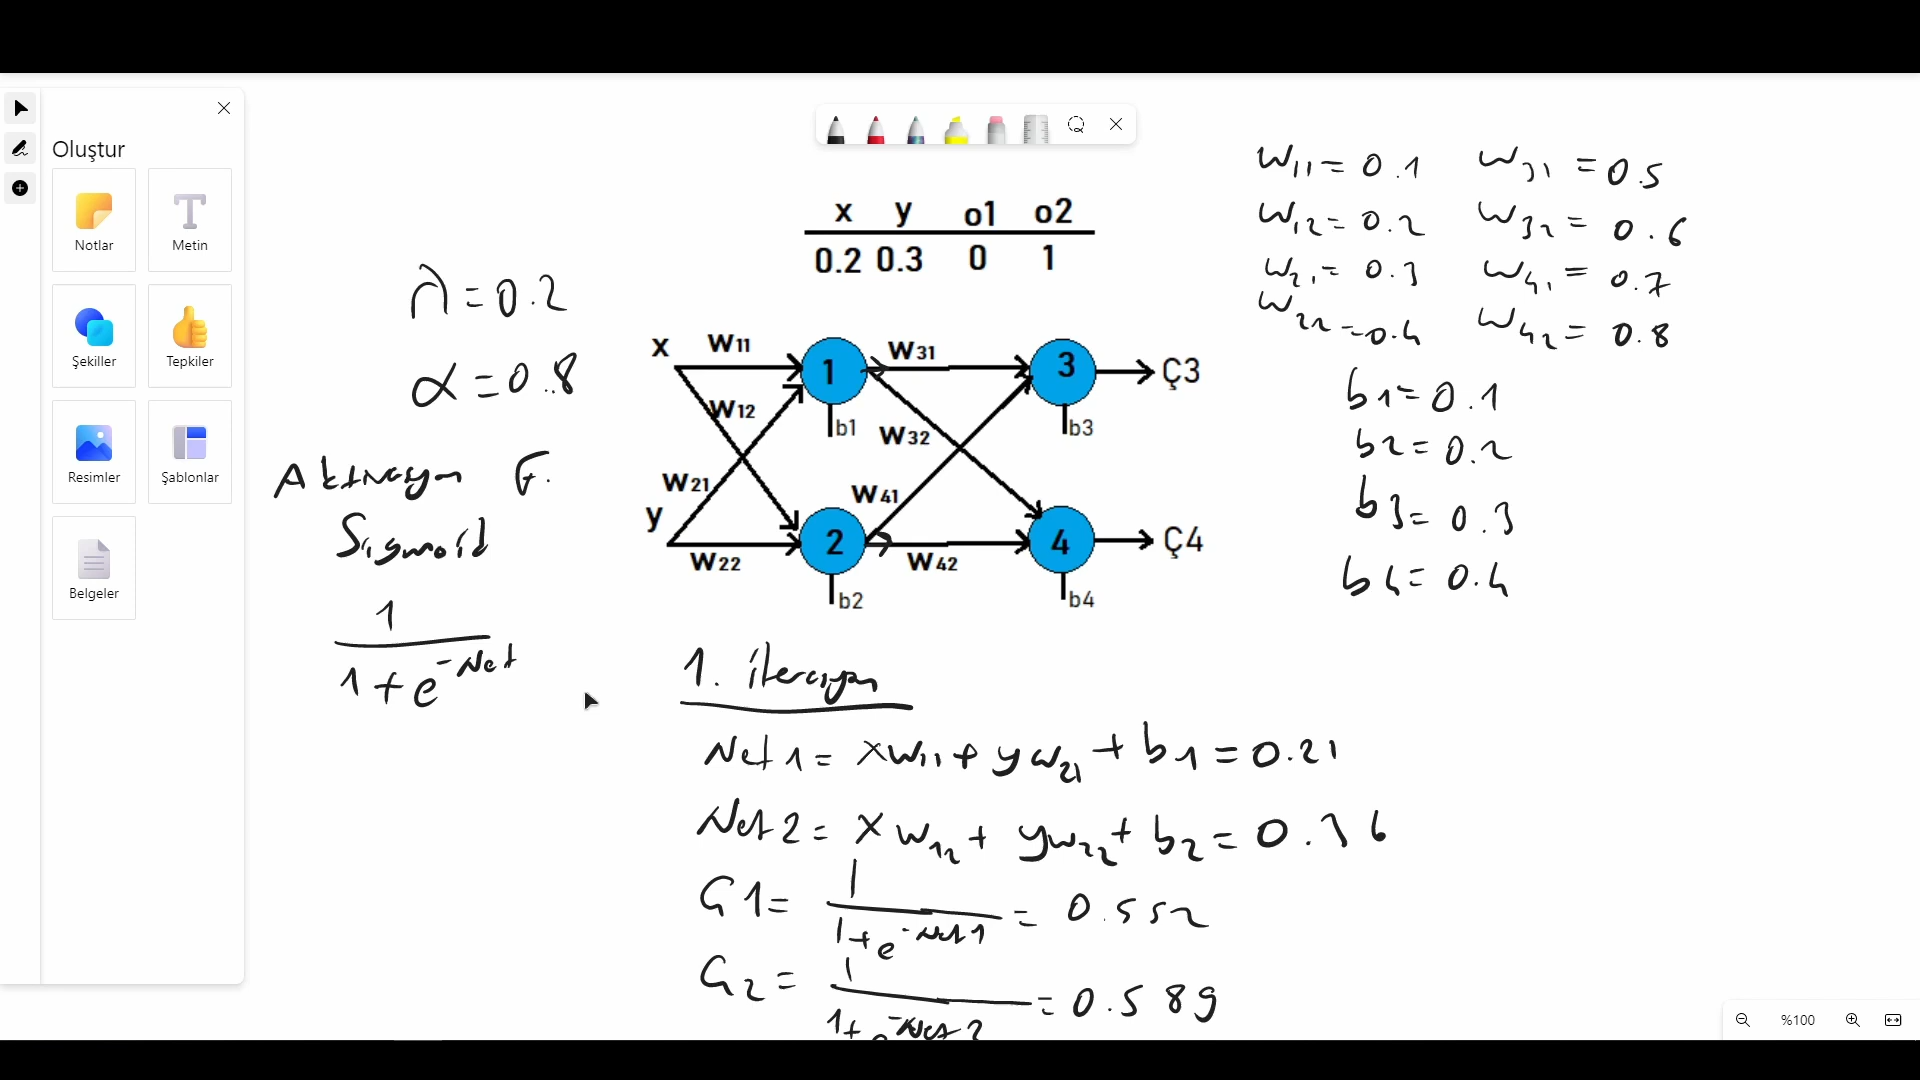 Oluştur
Notlar
Metin
Şekiller
Tepkiler
Resimler
Şablonlar
Belgeler
λ = 0.2
α = 0.8
Aktivasyon F.
Sigmoid
1
1+e^-Net
x y o1 o2
0.2 0.3 0 1
x
W11
W12
W21
y
W22
1
b1
2
b2
W31
W32
W41
W42
3
b3
4
b4
Ç3
Ç4
W11 = 0.1
W12 = 0.2
W21 = 0.3
W22 = 0.4
W31 = 0.5
W32 = 0.6
W41 = 0.7
W42 = 0.8
b1 = 0.1
b2 = 0.2
b3 = 0.3
b4 = 0.4
1. iterasyon
Net1 = xw11 + yw21 + b1 = 0.21
Net2 = xw12 + yw22 + b2 = 0.36
Ç1 = 1 / 1+e^-Net1 = 0.552
Ç2 = 1 / 1+e^-Net2 = 0.589
%100